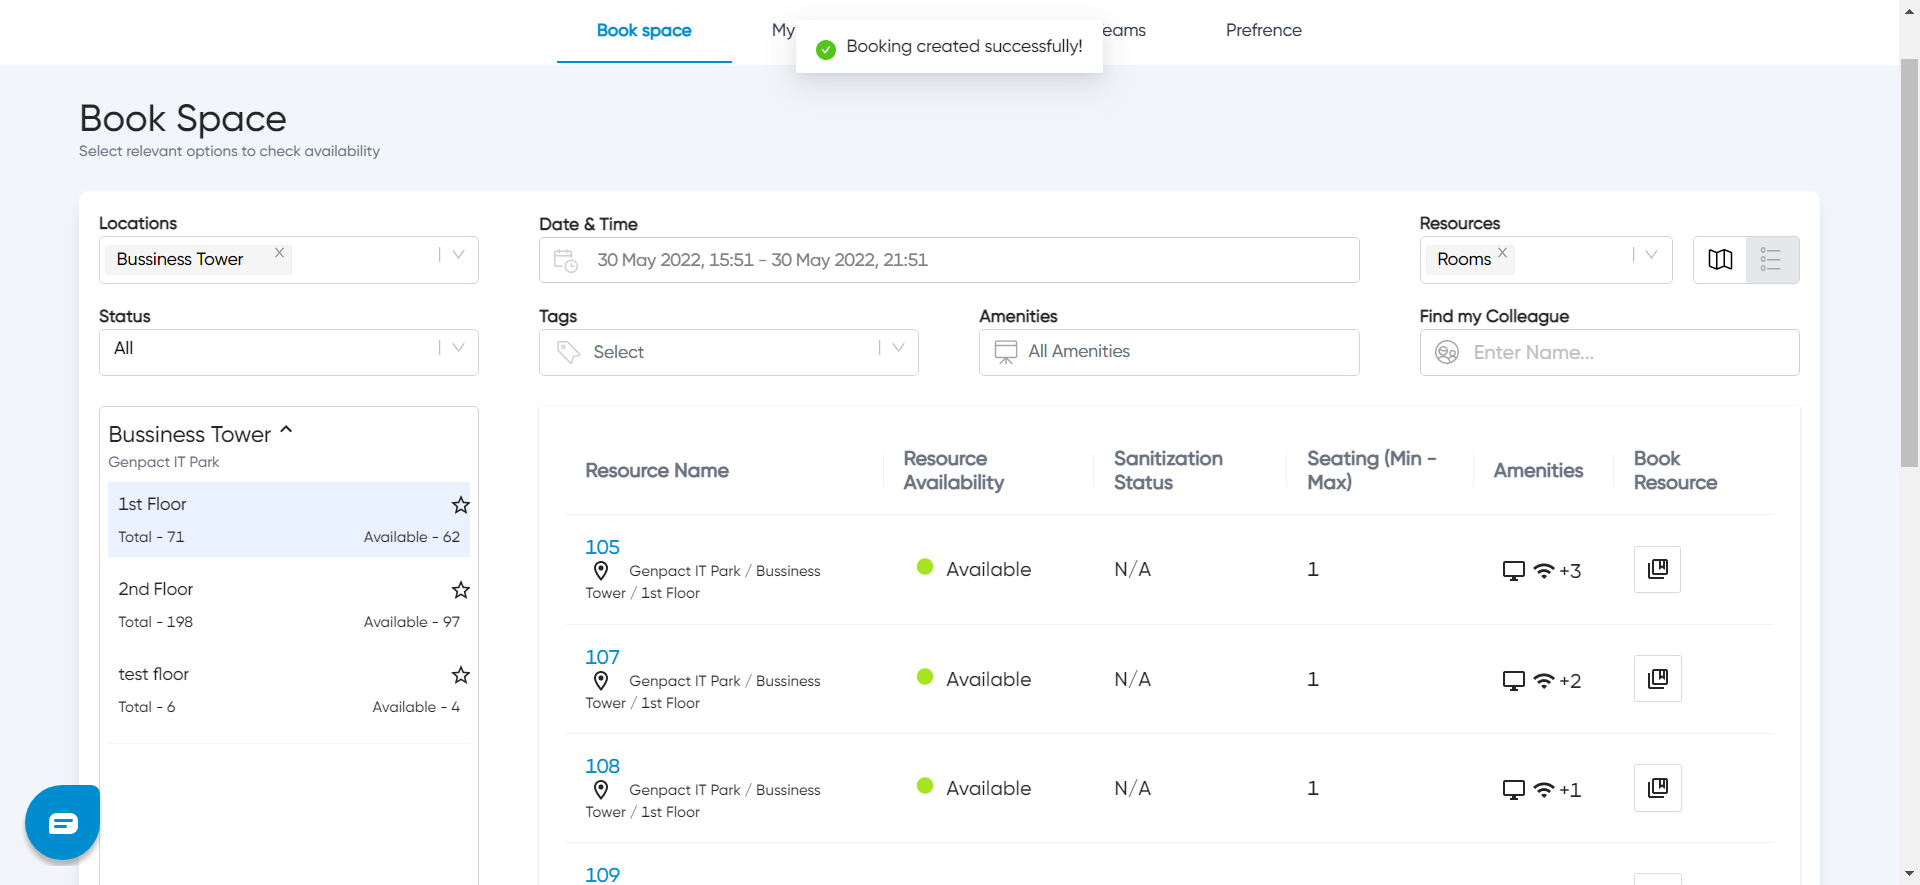 Book space
My
eams
Prefrence
Booking created successfully!
Book Space
Select relevant options to check availability
Locations
Bussiness Tower
Date & Time
30 May 2022, 15:51 - 30 May 2022, 21:51
Resources
Rooms
Status
All
Tags
Select
Amenities
All Amenities
Find my Colleague
Enter Name...
Bussiness Tower
Genpact IT Park
1st Floor
Total - 71
Available - 62
2nd Floor
Total - 198
Available - 97
test floor
Total - 6
Available - 4
Resource Name
Resource
Availability
Sanitization
Status
Seating (Min -
Max)
Amenities
Book
Resource
105
Genpact IT Park / Bussiness
Tower / 1st Floor
Available
N/A
1
+3
107
Genpact IT Park / Bussiness
Tower / 1st Floor
Available
N/A
1
+2
108
Genpact IT Park / Bussiness
Tower / 1st Floor
Available
N/A
1
+1
109